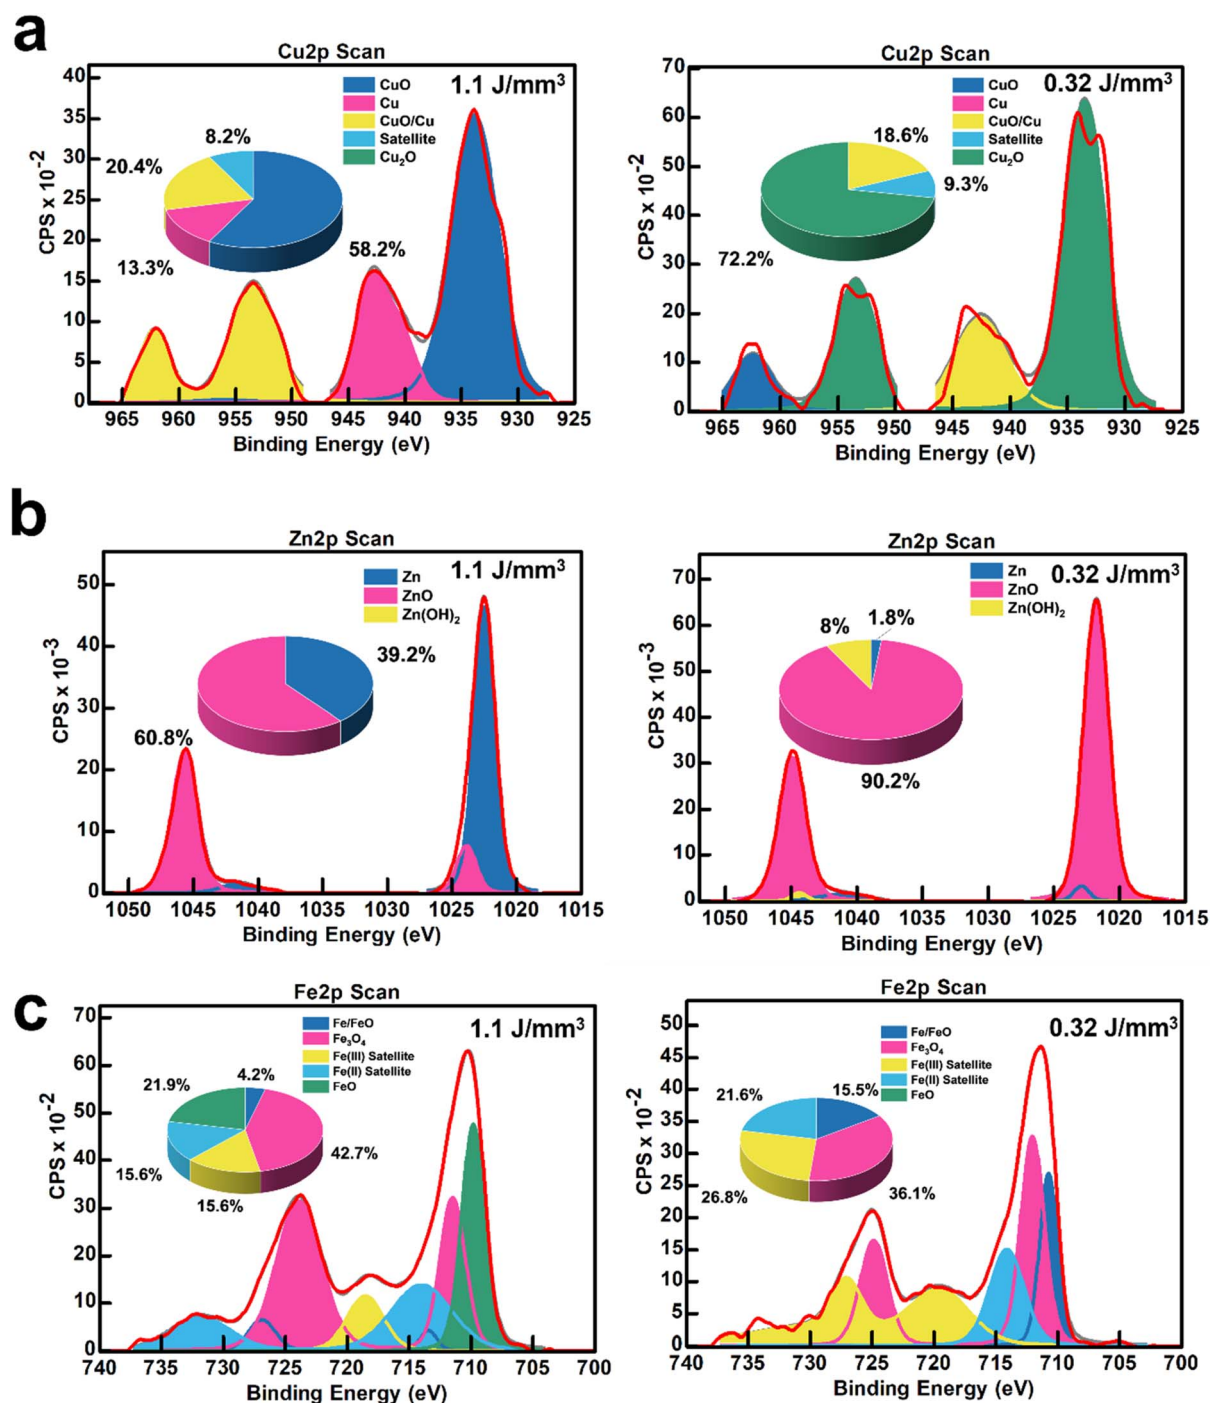 a
Cu2p Scan
1.1 J/mm³
CuO
Cu
CuO/Cu
Satellite
Cu₂O
8.2%
20.4%
13.3%
58.2%
CPS x 10⁻²
40
35
30
25
20
15
10
5
0
965 960 955 950 945 940 935 930 925
Binding Energy (eV)
Cu2p Scan
0.32 J/mm³
CuO
Cu
CuO/Cu
Satellite
Cu₂O
18.6%
9.3%
72.2%
CPS x 10⁻²
70
60
50
40
30
20
10
0
965 960 955 950 945 940 935 930 925
Binding Energy (eV)
b
Zn2p Scan
1.1 J/mm³
Zn
ZnO
Zn(OH)₂
39.2%
60.8%
CPS x 10⁻³
50
40
30
20
10
0
1050 1045 1040 1035 1030 1025 1020 1015
Binding Energy (eV)
Zn2p Scan
0.32 J/mm³
Zn
ZnO
Zn(OH)₂
8%
1.8%
90.2%
CPS x 10⁻³
70
60
50
40
30
20
10
0
1050 1045 1040 1035 1030 1025 1020 1015
Binding Energy (eV)
c
Fe2p Scan
1.1 J/mm³
Fe/FeO
Fe₃O₄
Fe(III) Satellite
Fe(II) Satellite
FeO
21.9%
4.2%
42.7%
15.6%
15.6%
CPS x 10⁻²
70
60
50
40
30
20
10
0
740 735 730 725 720 715 710 705 700
Binding Energy (eV)
Fe2p Scan
0.32 J/mm³
Fe/FeO
Fe₃O₄
Fe(III) Satellite
Fe(II) Satellite
FeO
21.6%
15.5%
26.8%
36.1%
CPS x 10⁻²
50
45
40
35
30
25
20
15
10
5
0
740 735 730 725 720 715 710 705 700
Binding Energy (eV)